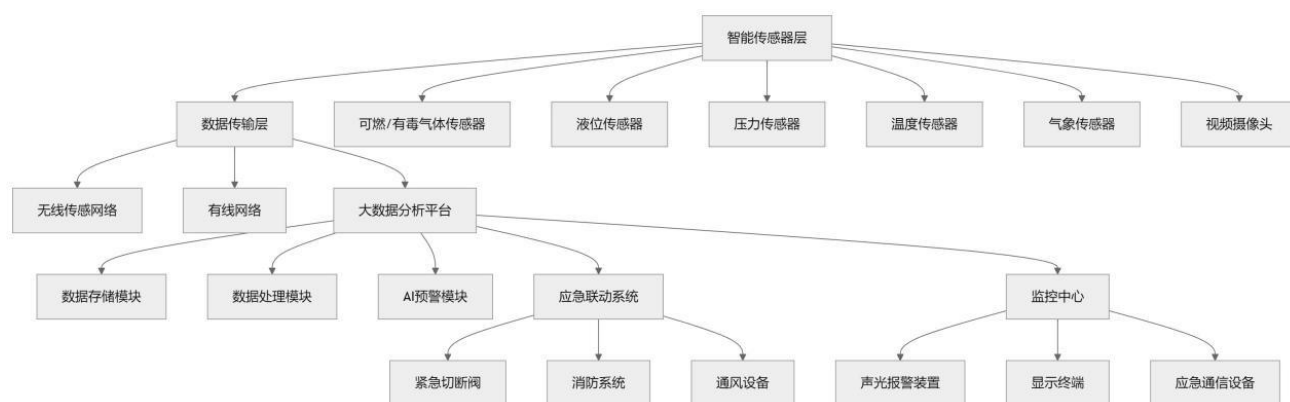 智能传感器层
数据传输层
可燃/有毒气体传感器
液位传感器
压力传感器
温度传感器
气象传感器
视频摄像头
无线传感网络
有线网络
大数据分析平台
数据存储模块
数据处理模块
AI预警模块
应急联动系统
监控中心
紧急切断阀
消防系统
通风设备
声光报警装置
显示终端
应急通信设备